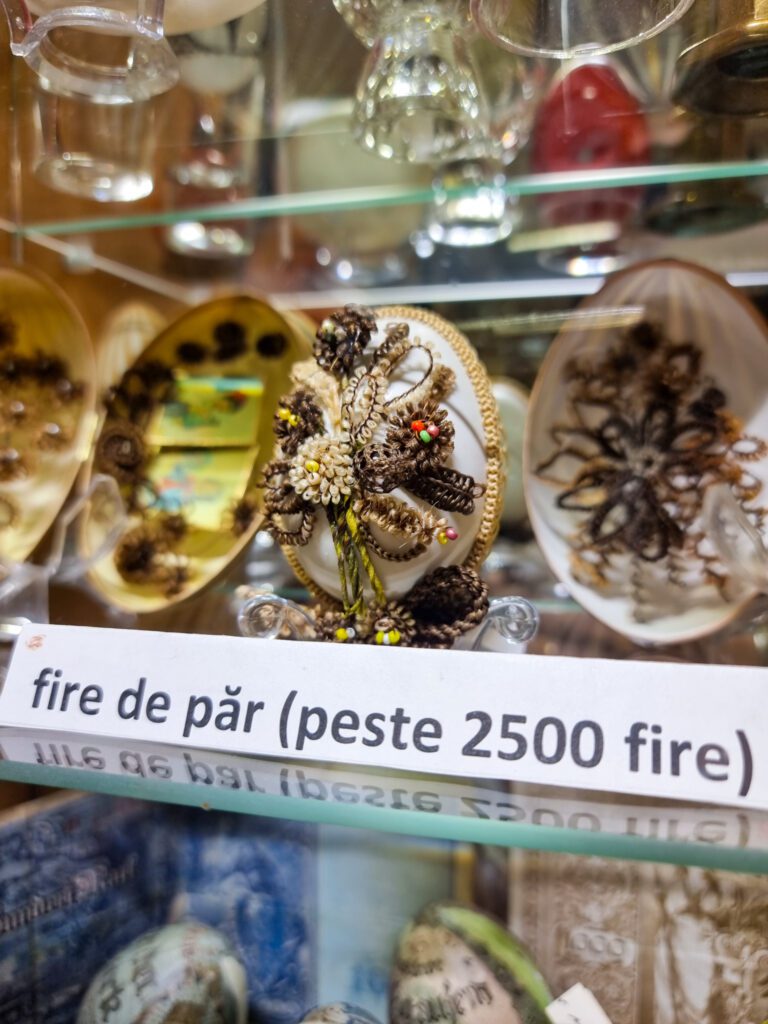 fire de păr (peste 2500 fire)